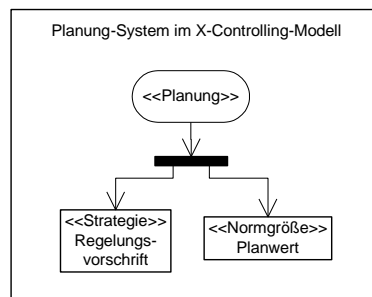 Planung-System im X-Controlling-Modell
<<Planung>>
<<Strategie>>
Regelungs-
vorschrift
<<Normgröße>>
Planwert